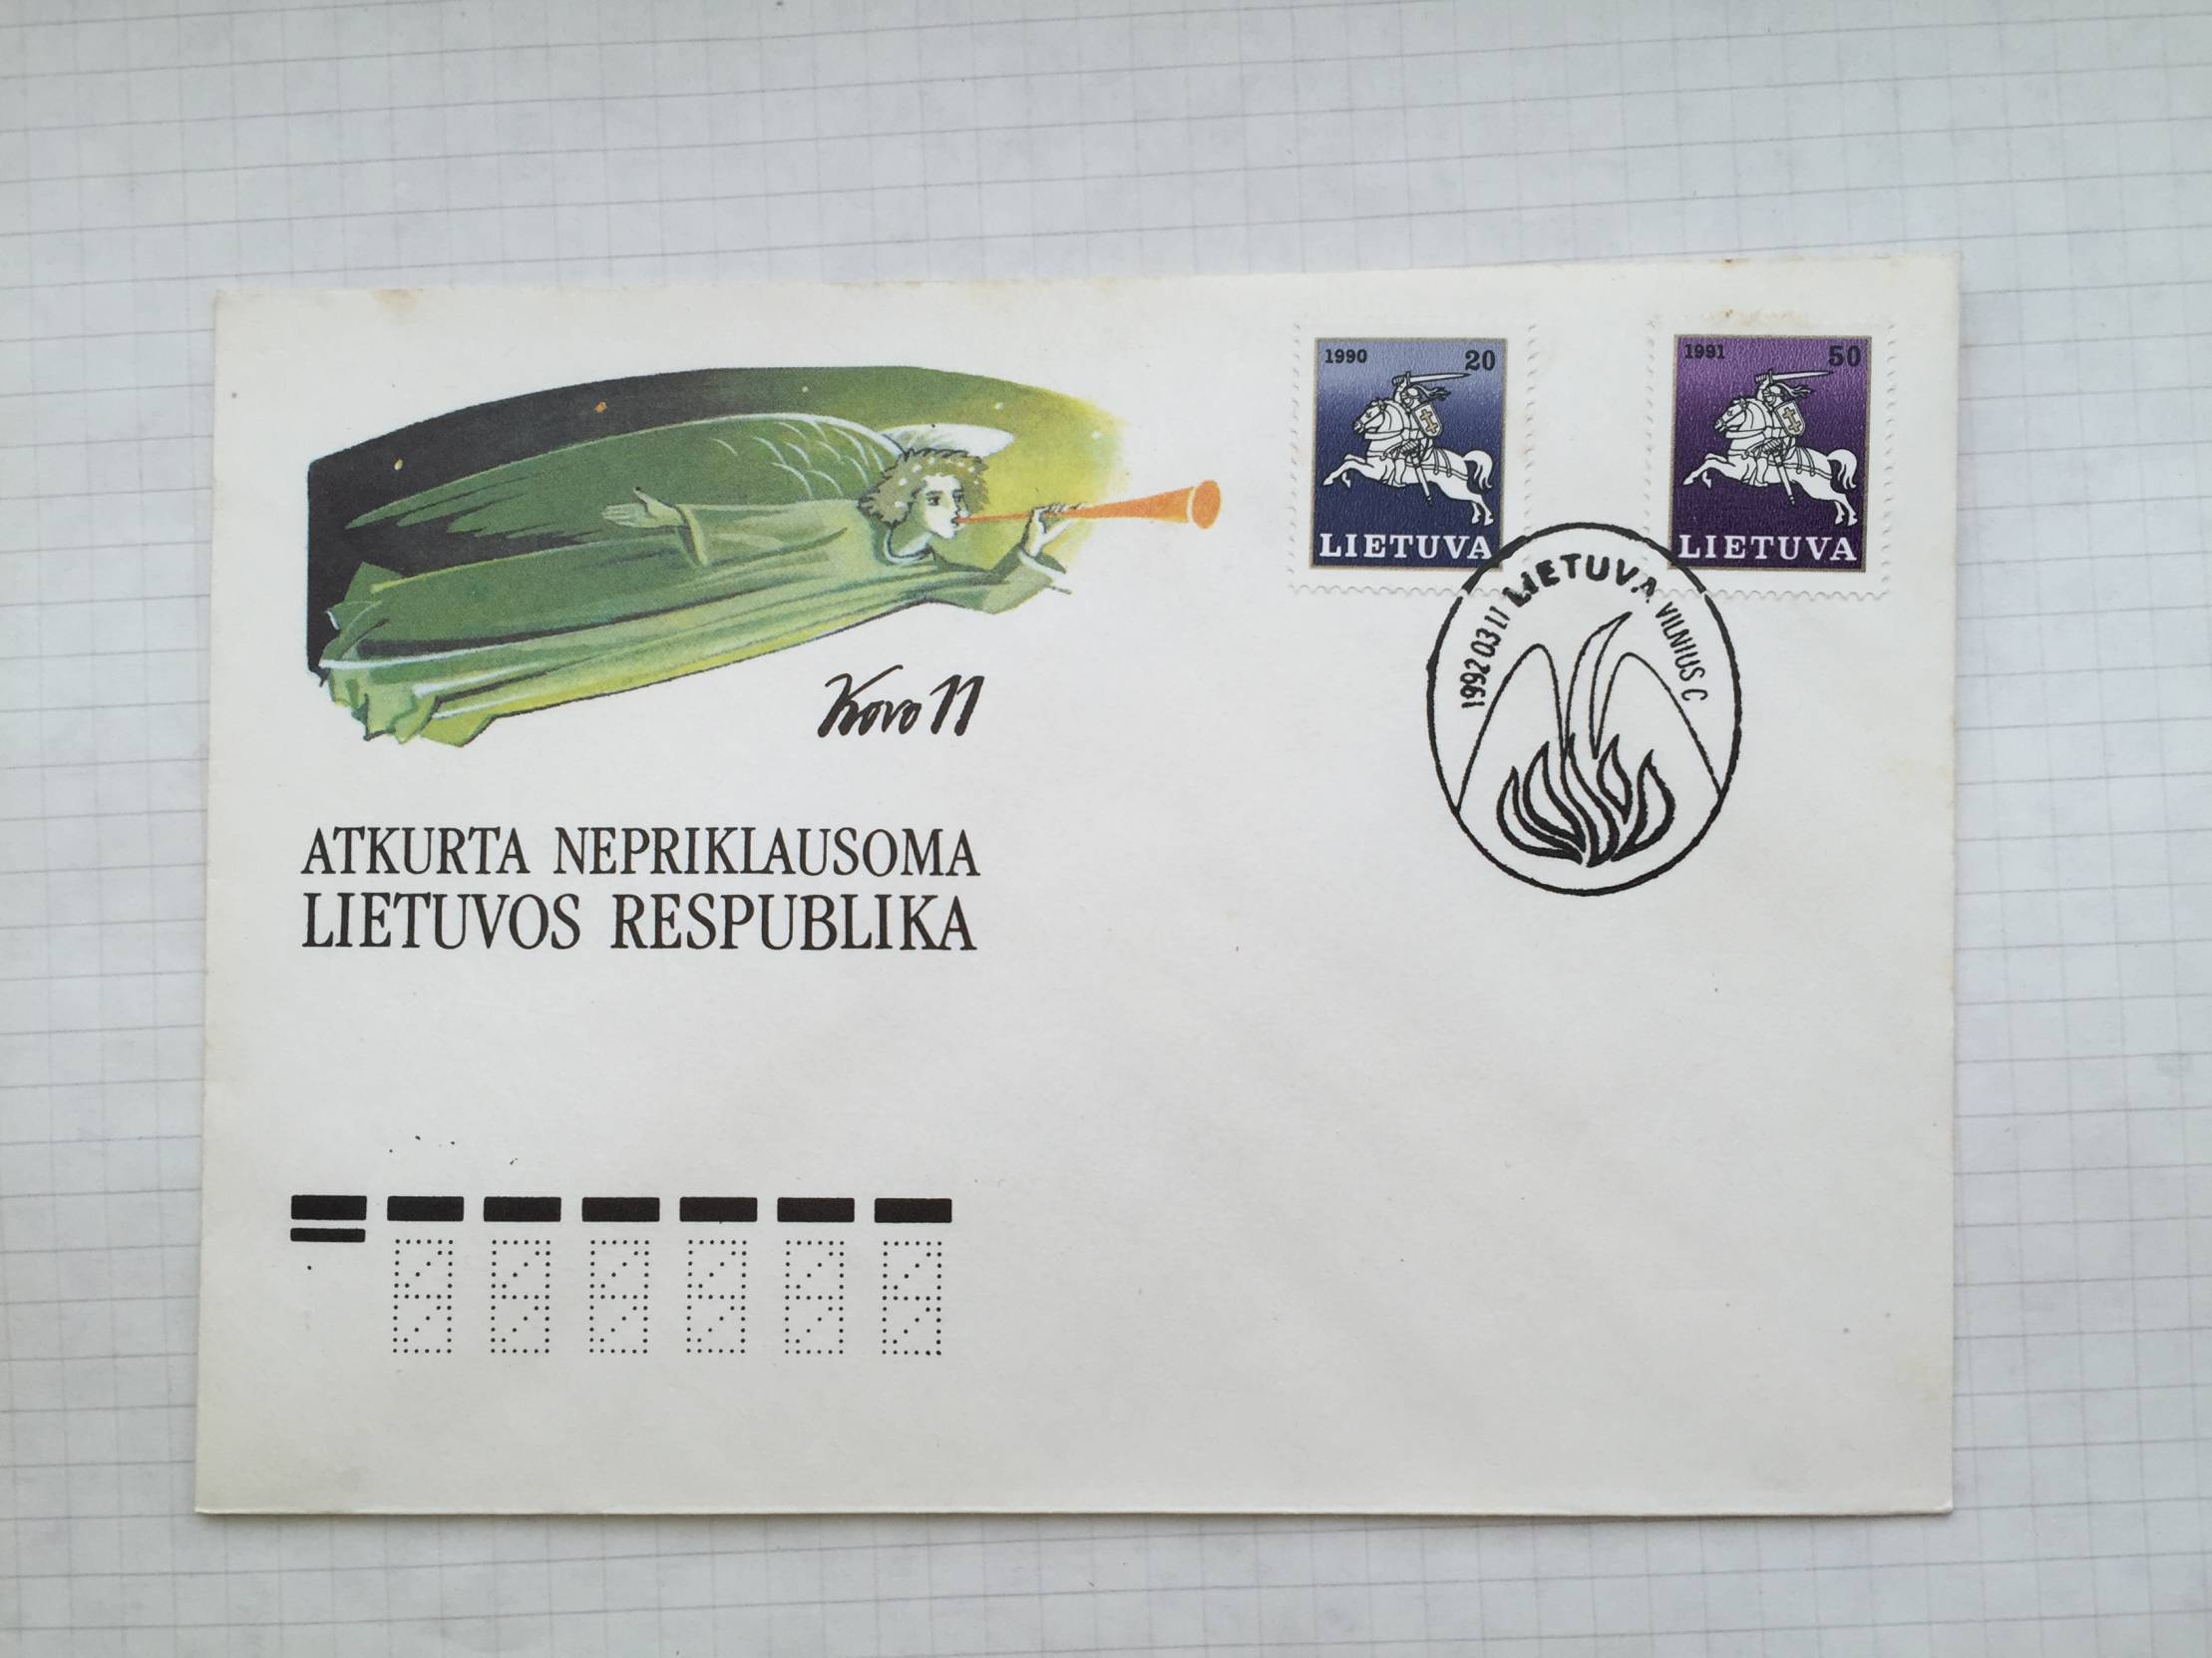 1990 20
LIETUVA
1991 50
LIETUVA
1992 03 11 LIETUVA VILNIUS C
Kovo 11
ATKURTA NEPRIKLAUSOMA
LIETUVOS RESPUBLIKA